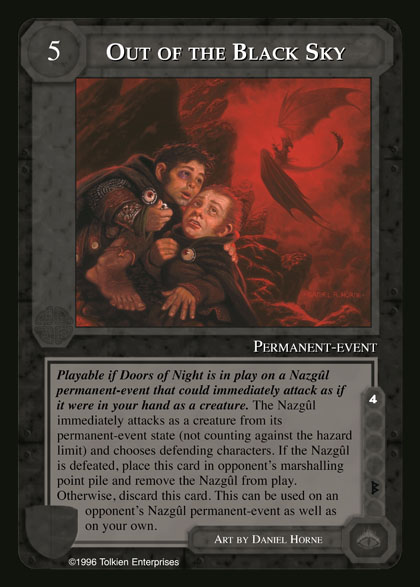 5
OUT OF THE BLACK SKY
PERMANENT-EVENT
Playable if Doors of Night is in play on a Nazgûl
permanent-event that could immediately attack as if
it were in your hand as a creature. The Nazgûl
immediately attacks as a creature from its
permanent-event state (not counting against the hazard
limit) and chooses defending characters. If the Nazgûl
is defeated, place this card in opponent's marshalling
point pile and remove the Nazgûl from play.
Otherwise, discard this card. This can be used on an
opponent's Nazgûl permanent-event as well as
on your own.
4
ART BY DANIEL HORNE
©1996 Tolkien Enterprises